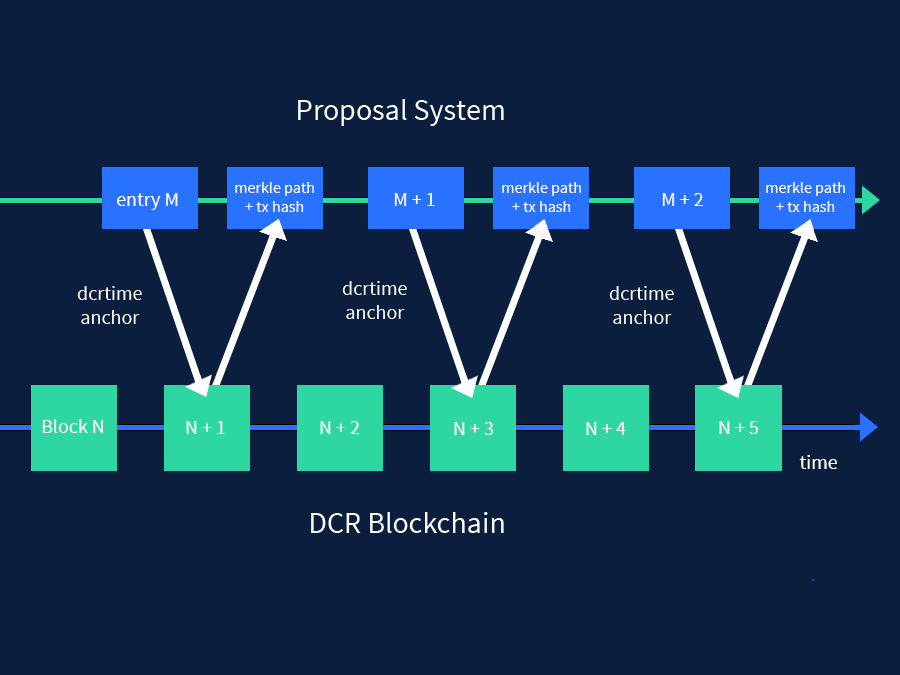 Proposal System
entry M
merkle path
+ tx hash
M + 1
merkle path
+ tx hash
M + 2
merkle path
+ tx hash
dcrtime
anchor
dcrtime
anchor
dcrtime
anchor
Block N
N + 1
N + 2
N + 3
N + 4
N + 5
time
DCR Blockchain